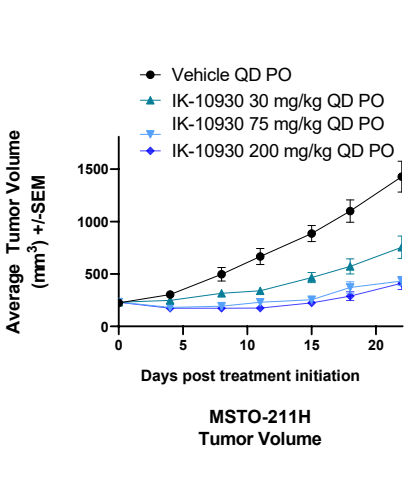 Vehicle QD PO
IK-10930 30 mg/kg QD PO
IK-10930 75 mg/kg QD PO
IK-10930 200 mg/kg QD PO
Average Tumor Volume
(mm³) +/-SEM
1500
1000
500
0
0 5 10 15 20
Days post treatment initiation
MSTO-211H
Tumor Volume